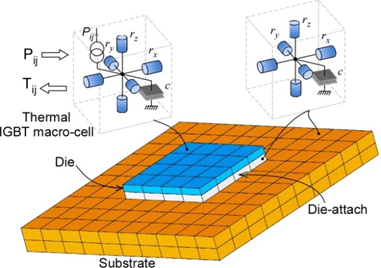 P_ij
r_z
r_y
r_x
c
P_ij
T_ij
r_z
r_y
r_x
c
Thermal
IGBT macro-cell
Die
Die-attach
Substrate